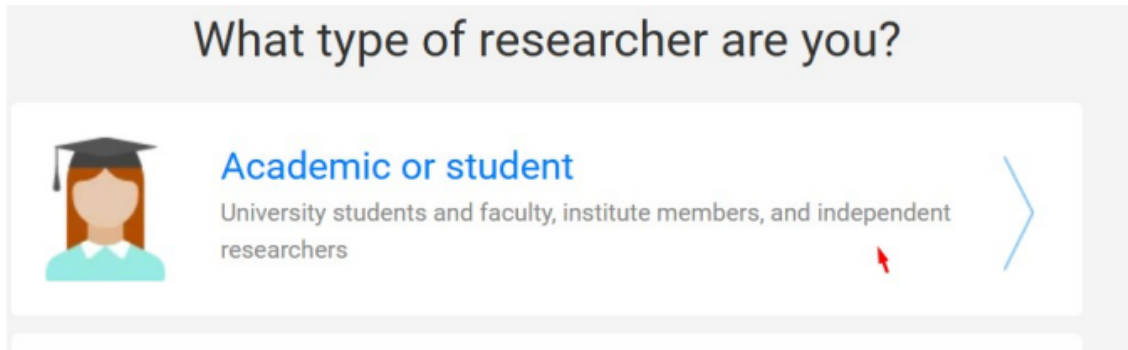 What type of researcher are you?
Academic or student
University students and faculty, institute members, and independent
researchers